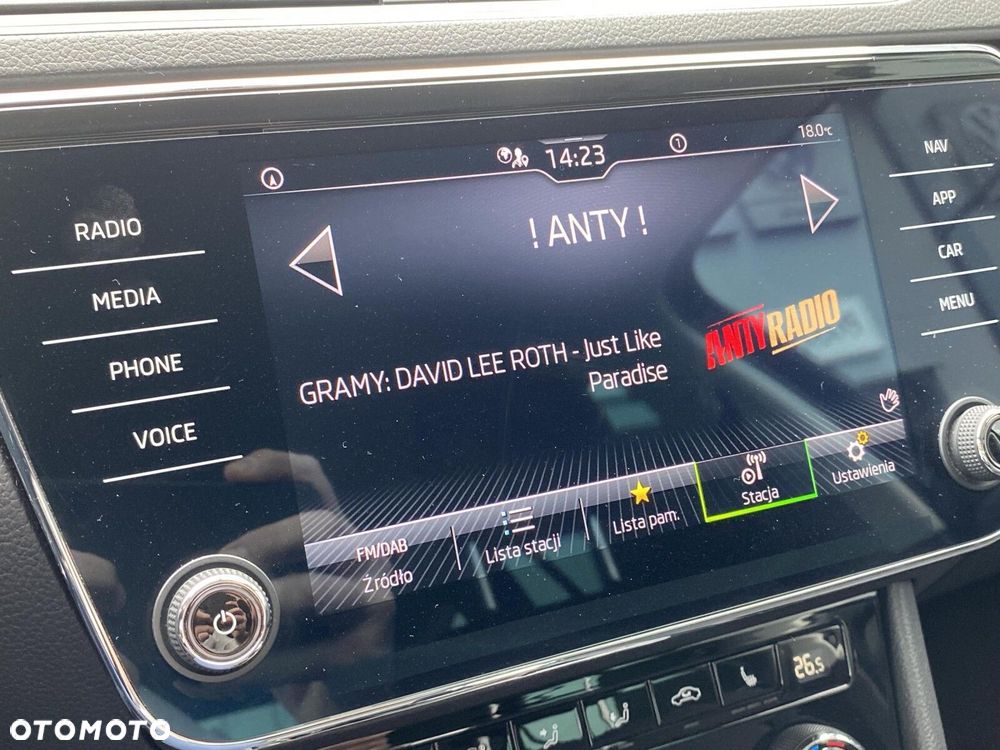 14:23
1
18.0°C
RADIO
MEDIA
PHONE
VOICE
! ANTY !
GRAMY: DAVID LEE ROTH - Just Like
Paradise
ANTYRADIO
FM/DAB
Źródło
Lista stacji
Lista pam.
Stacja
Ustawienia
NAV
APP
CAR
MENU
26.5
OTOMOTO